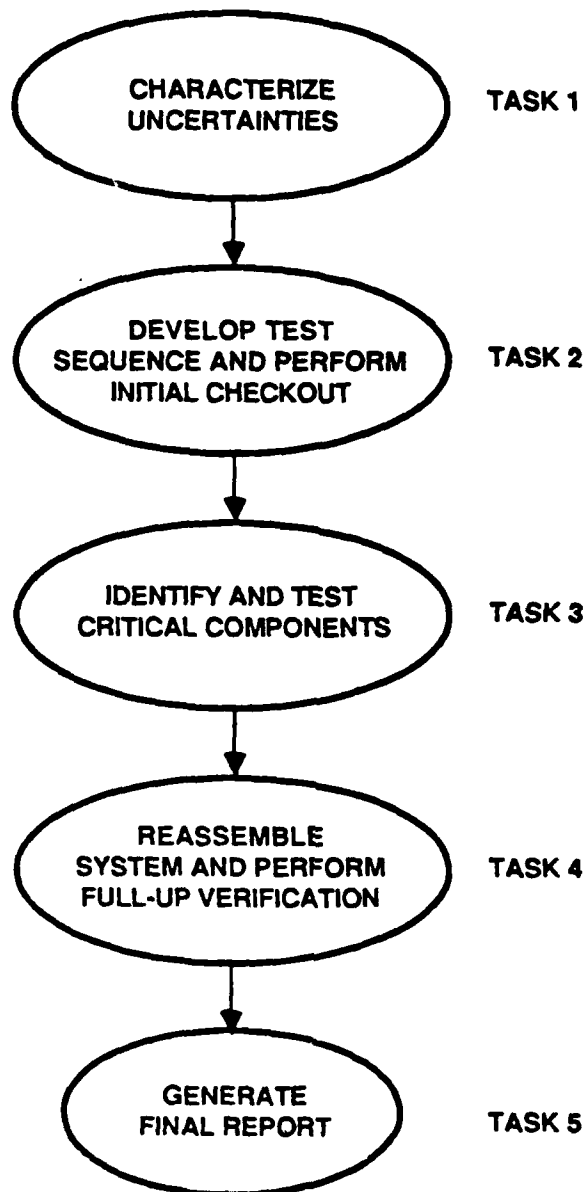 CHARACTERIZE
UNCERTAINTIES
TASK 1
DEVELOP TEST
SEQUENCE AND PERFORM
INITIAL CHECKOUT
TASK 2
IDENTIFY AND TEST
CRITICAL COMPONENTS
TASK 3
REASSEMBLE
SYSTEM AND PERFORM
FULL-UP VERIFICATION
TASK 4
GENERATE
FINAL REPORT
TASK 5